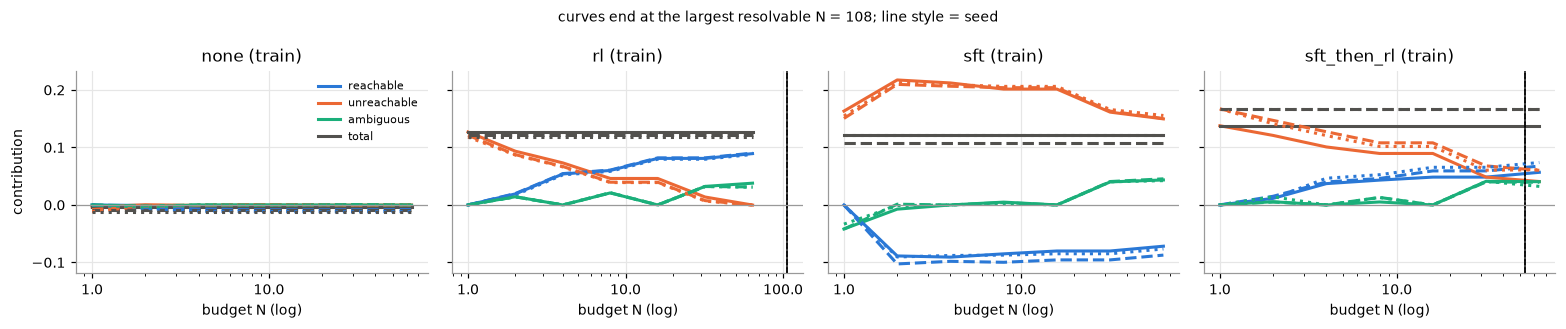 curves end at the largest resolvable N = 108; line style = seed
none (train)
rl (train)
sft (train)
sft_then_rl (train)
contribution
0.2
0.1
0.0
−0.1
reachable
unreachable
ambiguous
total
1.0
10.0
1.0
10.0
100.0
1.0
10.0
1.0
10.0
budget N (log)
budget N (log)
budget N (log)
budget N (log)